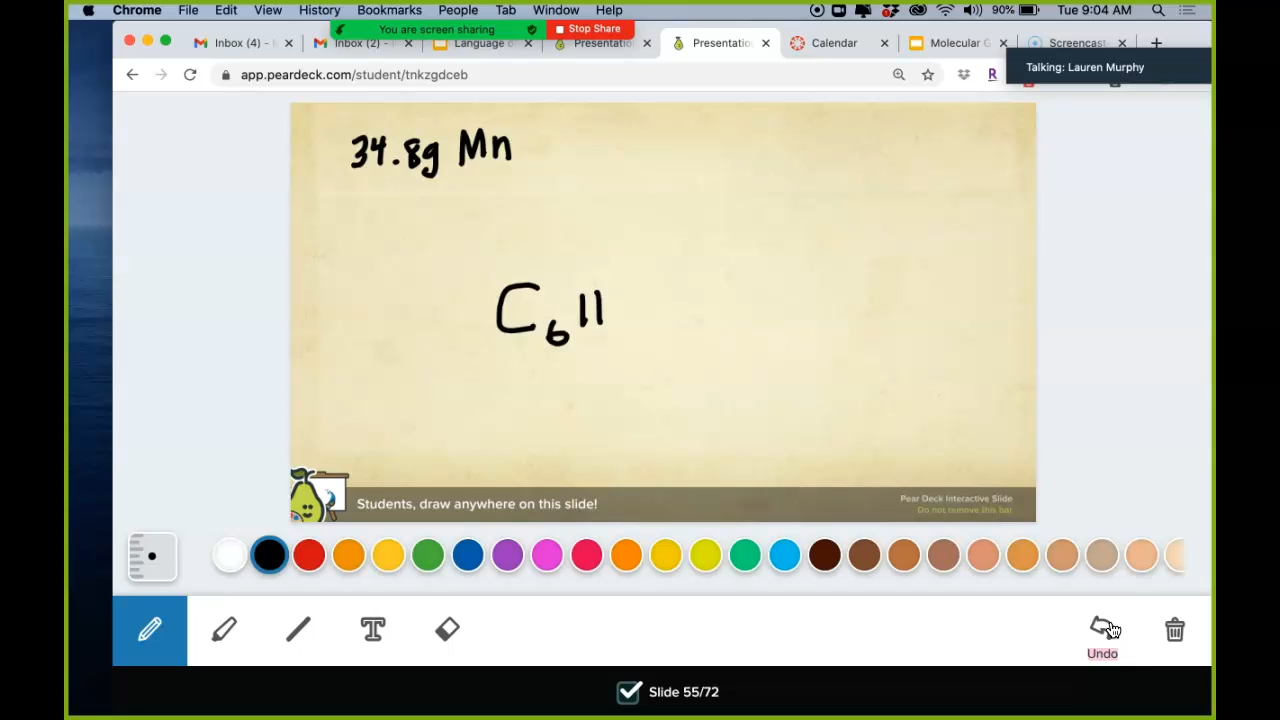 Chrome File Edit View History Bookmarks People Tab Window Help 90% Tue 9:04 AM
You are screen sharing Stop Share
Inbox (4) - Inbox (2) - Language o Presentatio Presentatio Calendar Molecular G Screencast
app.peardeck.com/student/tnkzgdceb R Talking: Lauren Murphy
34.8g Mn
C6 11
Students, draw anywhere on this slide!
Pear Deck Interactive Slide
Do not remove this bar
T
Undo
Slide 55/72